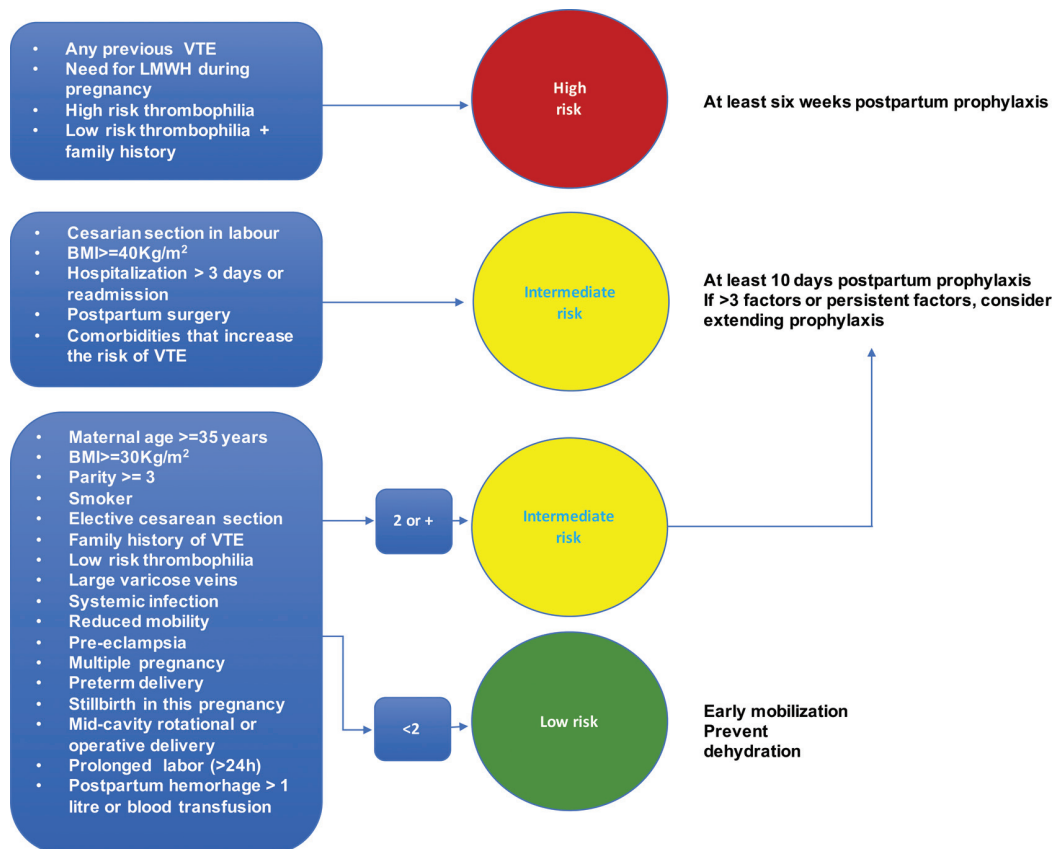 • Any previous VTE
• Need for LMWH during
pregnancy
• High risk thrombophilia
• Low risk thrombophilia +
family history
High
risk
At least six weeks postpartum prophylaxis
• Cesarian section in labour
• BMI>=40Kg/m²
• Hospitalization > 3 days or
readmission
• Postpartum surgery
• Comorbidities that increase
the risk of VTE
Intermediate
risk
At least 10 days postpartum prophylaxis
If >3 factors or persistent factors, consider
extending prophylaxis
• Maternal age >=35 years
• BMI>=30Kg/m²
• Parity >= 3
• Smoker
• Elective cesarean section
• Family history of VTE
• Low risk thrombophilia
• Large varicose veins
• Systemic infection
• Reduced mobility
• Pre-eclampsia
• Multiple pregnancy
• Preterm delivery
• Stillbirth in this pregnancy
• Mid-cavity rotational or
operative delivery
• Prolonged labor (>24h)
• Postpartum hemorhage > 1
litre or blood transfusion
2 or +
Intermediate
risk
<2
Low risk
Early mobilization
Prevent
dehydration